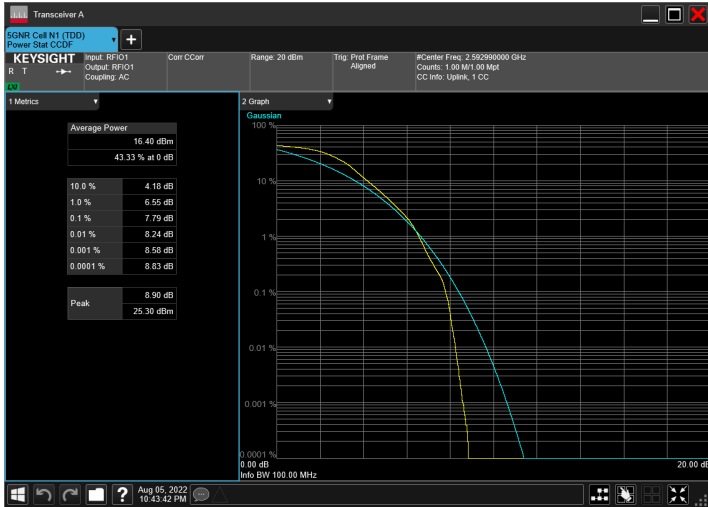 Transceiver A
5GNR Cell N1 (TDD)
Power Stat CCDF
KEYSIGHT
R T
LXI
Input: RFIO1
Output: RFIO1
Coupling: AC
Corr CCorr
Range: 20 dBm
Trig: Prot Frame
Aligned
#Center Freq: 2.592990000 GHz
Counts: 1.00 M/1.00 Mpt
CC Info: Uplink, 1 CC
1 Metrics
Average Power
16.40 dBm
43.33 % at 0 dB
10.0 % 4.18 dB
1.0 % 6.55 dB
0.1 % 7.79 dB
0.01 % 8.24 dB
0.001 % 8.58 dB
0.0001 % 8.83 dB
Peak
8.90 dB
25.30 dBm
2 Graph
Gaussian
100 %
10 %
1 %
0.1 %
0.01 %
0.001 %
0.0001 %
0.00 dB
20.00 dB
Info BW 100.00 MHz
?
Aug 05, 2022
10:43:42 PM